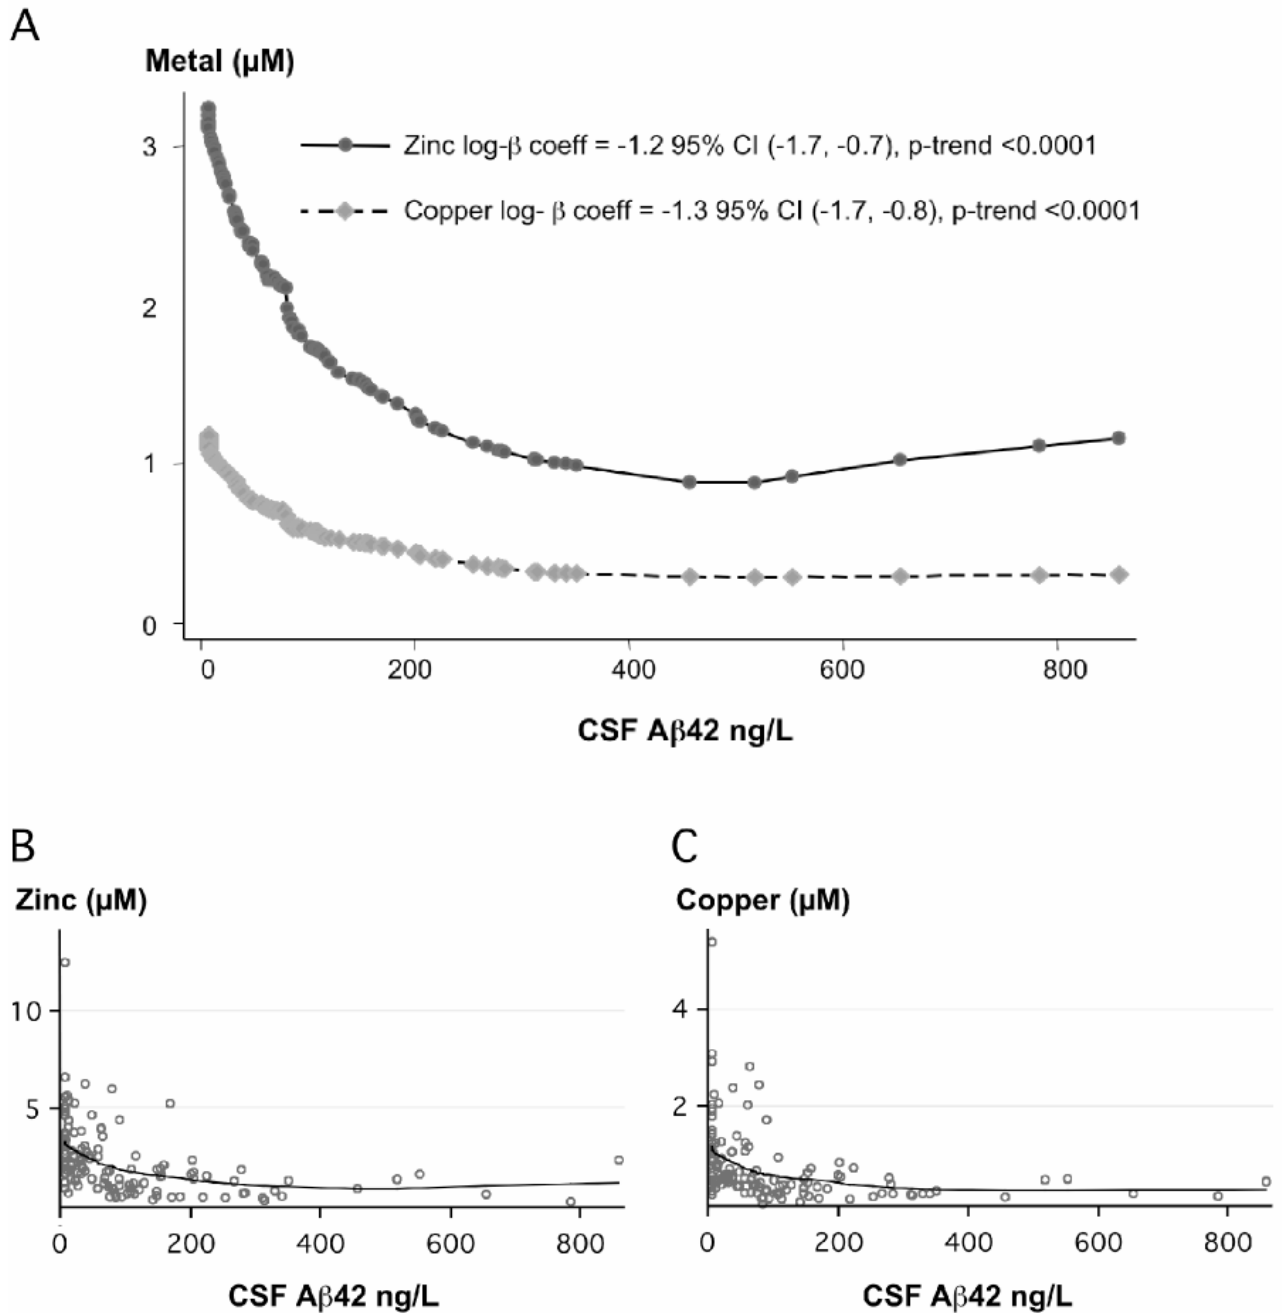 A
Metal (μM)
3
2
1
0
Zinc log-β coeff = -1.2 95% CI (-1.7, -0.7), p-trend <0.0001
Copper log- β coeff = -1.3 95% CI (-1.7, -0.8), p-trend <0.0001
0 200 400 600 800
CSF Aβ42 ng/L
B
Zinc (μM)
10
5
0 200 400 600 800
CSF Aβ42 ng/L
C
Copper (μM)
4
2
0 200 400 600 800
CSF Aβ42 ng/L